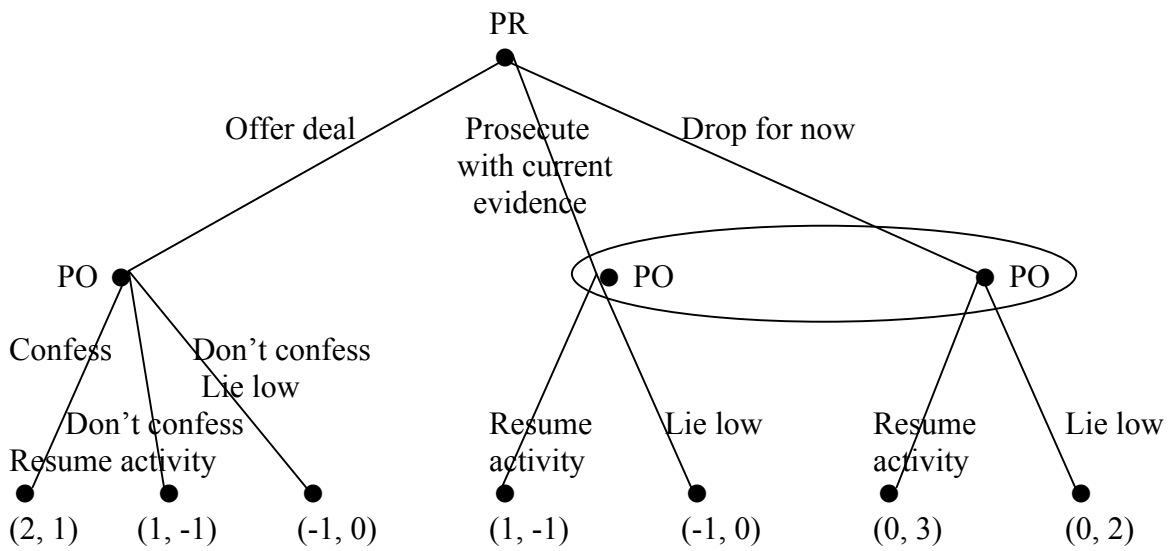 PR
Offer deal
Prosecute
with current
evidence
Drop for now
PO
PO
PO
Confess
Don’t confess
Lie low
Don’t confess
Resume activity
Resume
activity
Lie low
Resume
activity
Lie low
(2, 1)
(1, -1)
(-1, 0)
(1, -1)
(-1, 0)
(0, 3)
(0, 2)